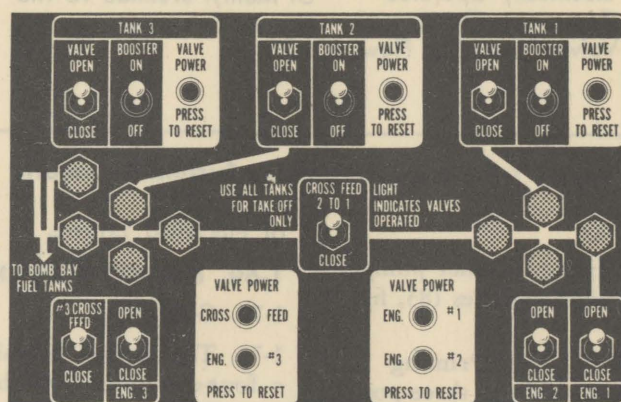 TANK 3
VALVE OPEN
CLOSE
BOOSTER ON
OFF
VALVE POWER
PRESS TO RESET
TANK 2
VALVE OPEN
CLOSE
BOOSTER ON
OFF
VALVE POWER
PRESS TO RESET
TANK 1
VALVE OPEN
CLOSE
BOOSTER ON
OFF
VALVE POWER
PRESS TO RESET
USE ALL TANKS
FOR TAKE OFF
ONLY
CROSS FEED
2 TO 1
CLOSE
LIGHT
INDICATES VALVES
OPERATED
TO BOMB BAY
FUEL TANKS
#3 CROSS
FEED
CLOSE
OPEN
CLOSE
ENG. 3
VALVE POWER
CROSS FEED
ENG. #3
PRESS TO RESET
VALVE POWER
ENG. #1
ENG. #2
PRESS TO RESET
OPEN
CLOSE
ENG. 2
OPEN
CLOSE
ENG 1